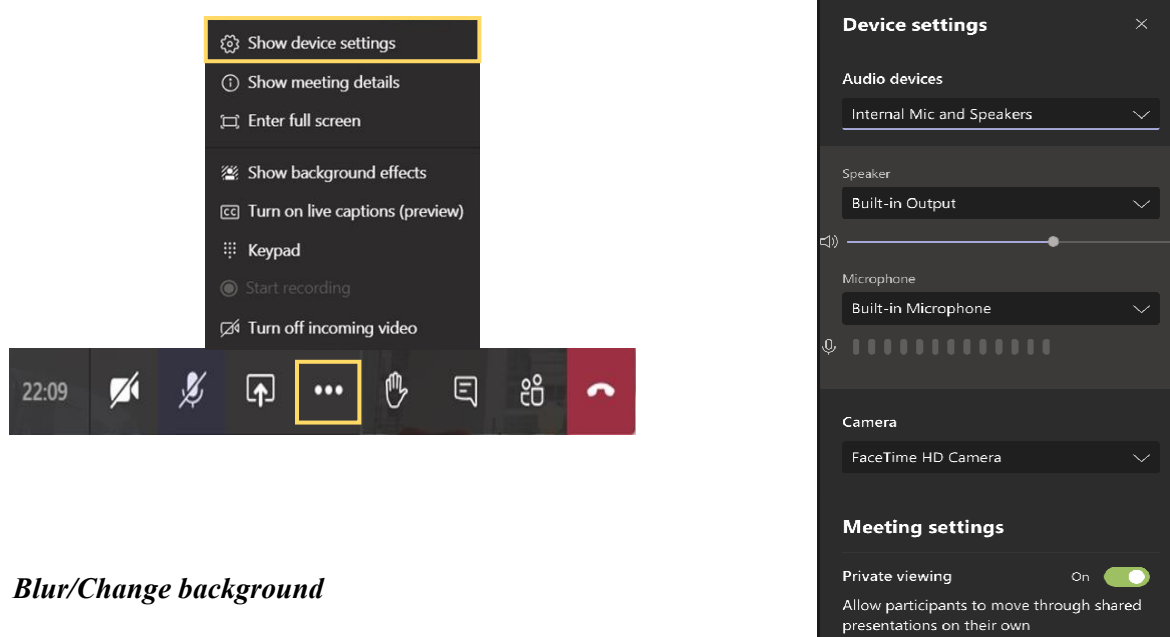 Show device settings
Show meeting details
Enter full screen
Show background effects
CC Turn on live captions (preview)
Keypad
Start recording
Turn off incoming video
22:09
Blur/Change background
Device settings
Audio devices
Internal Mic and Speakers
Speaker
Built-in Output
Microphone
Built-in Microphone
Camera
FaceTime HD Camera
Meeting settings
Private viewing On
Allow participants to move through shared
presentations on their own